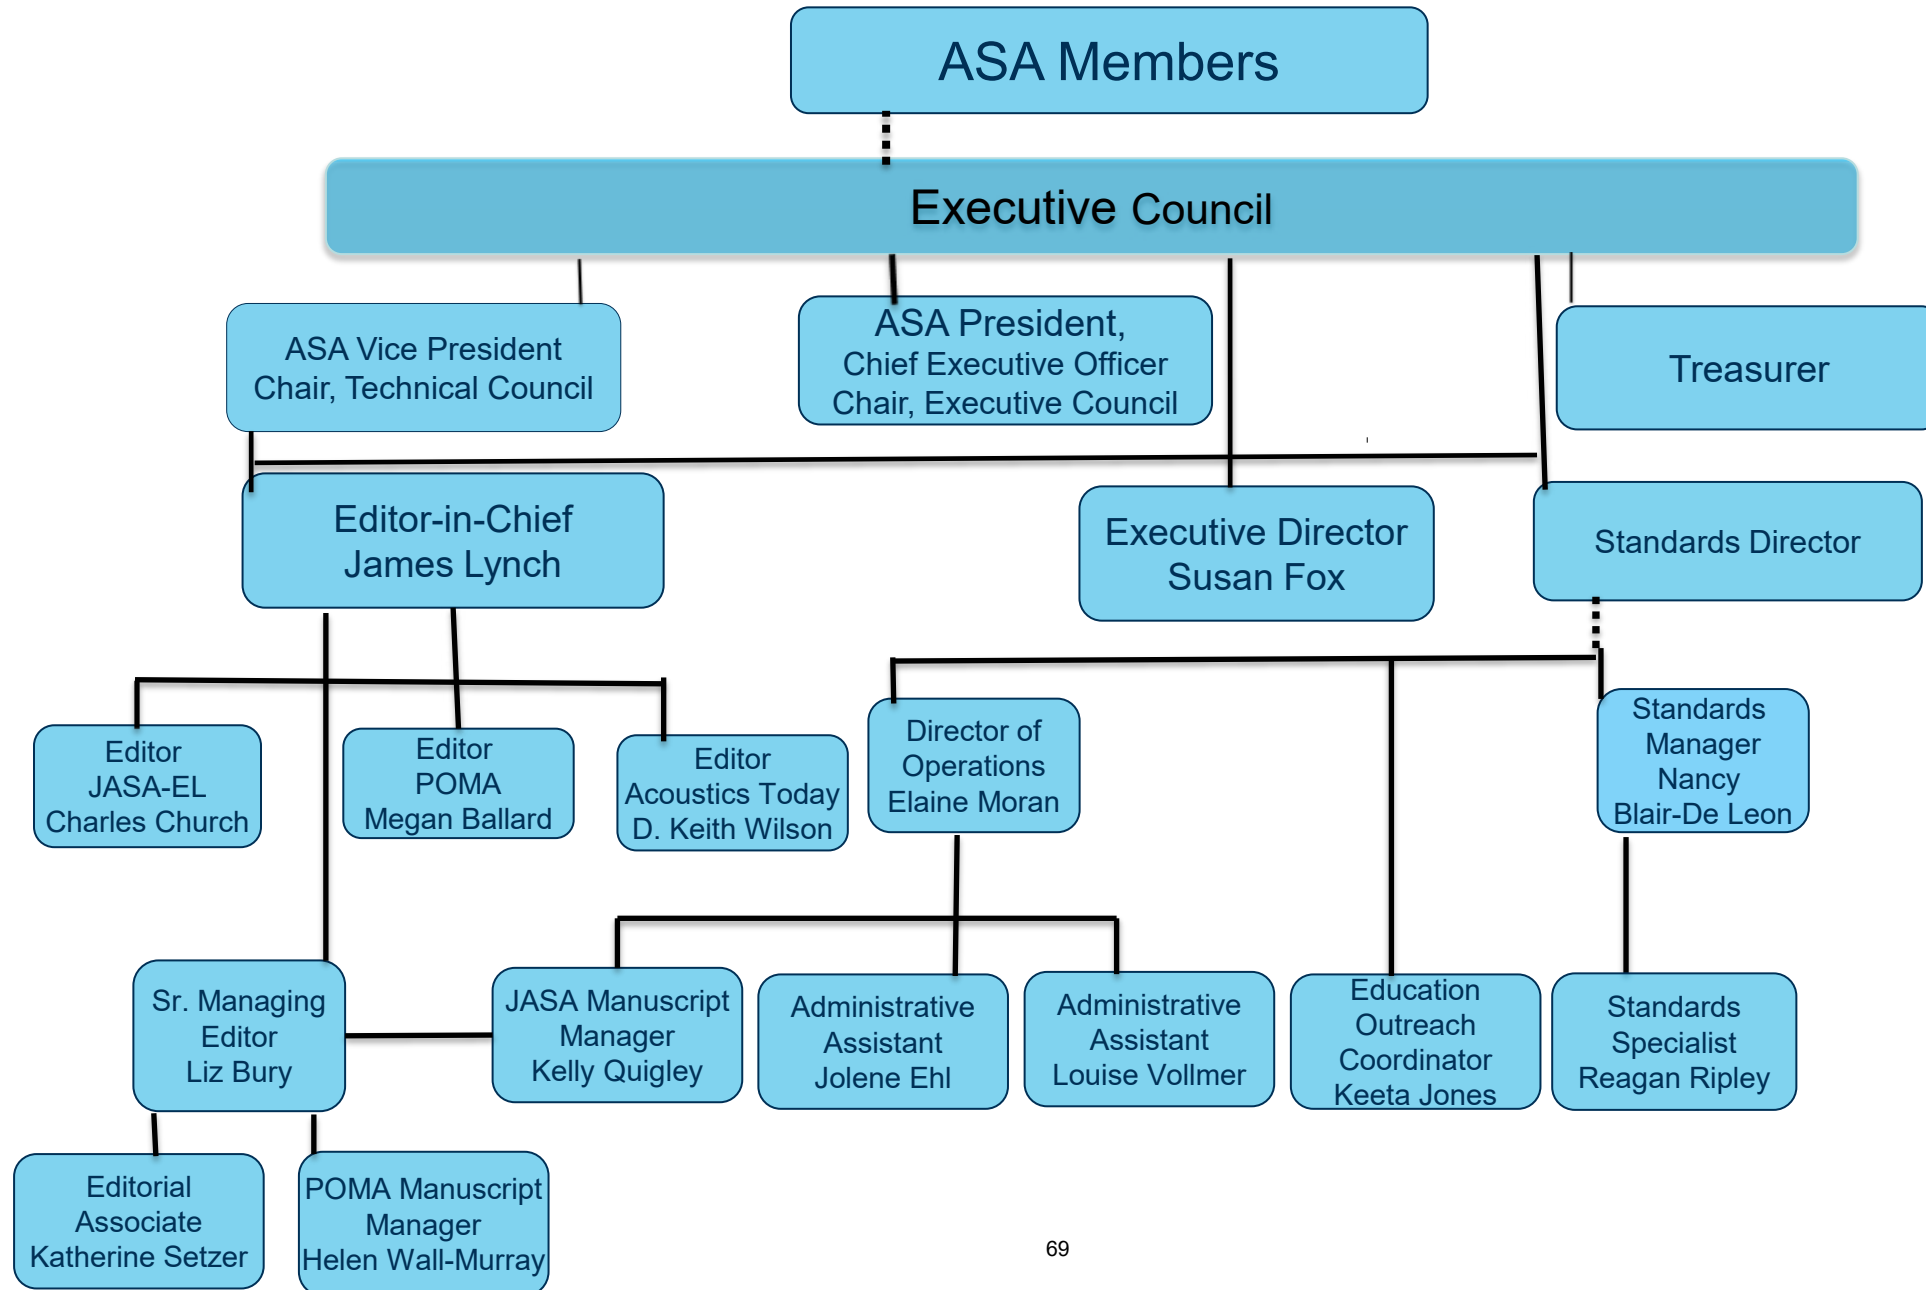 ASA Members
Executive Council
ASA Vice President
Chair, Technical Council
ASA President,
Chief Executive Officer
Chair, Executive Council
Treasurer
Editor-in-Chief
James Lynch
Executive Director
Susan Fox
Standards Director
Editor
JASA-EL
Charles Church
Editor
POMA
Megan Ballard
Editor
Acoustics Today
D. Keith Wilson
Director of
Operations
Elaine Moran
Standards
Manager
Nancy
Blair-De Leon
Sr. Managing
Editor
Liz Bury
JASA Manuscript
Manager
Kelly Quigley
Administrative
Assistant
Jolene Ehl
Administrative
Assistant
Louise Vollmer
Education
Outreach
Coordinator
Keeta Jones
Standards
Specialist
Reagan Ripley
Editorial
Associate
Katherine Setzer
POMA Manuscript
Manager
Helen Wall-Murray
69